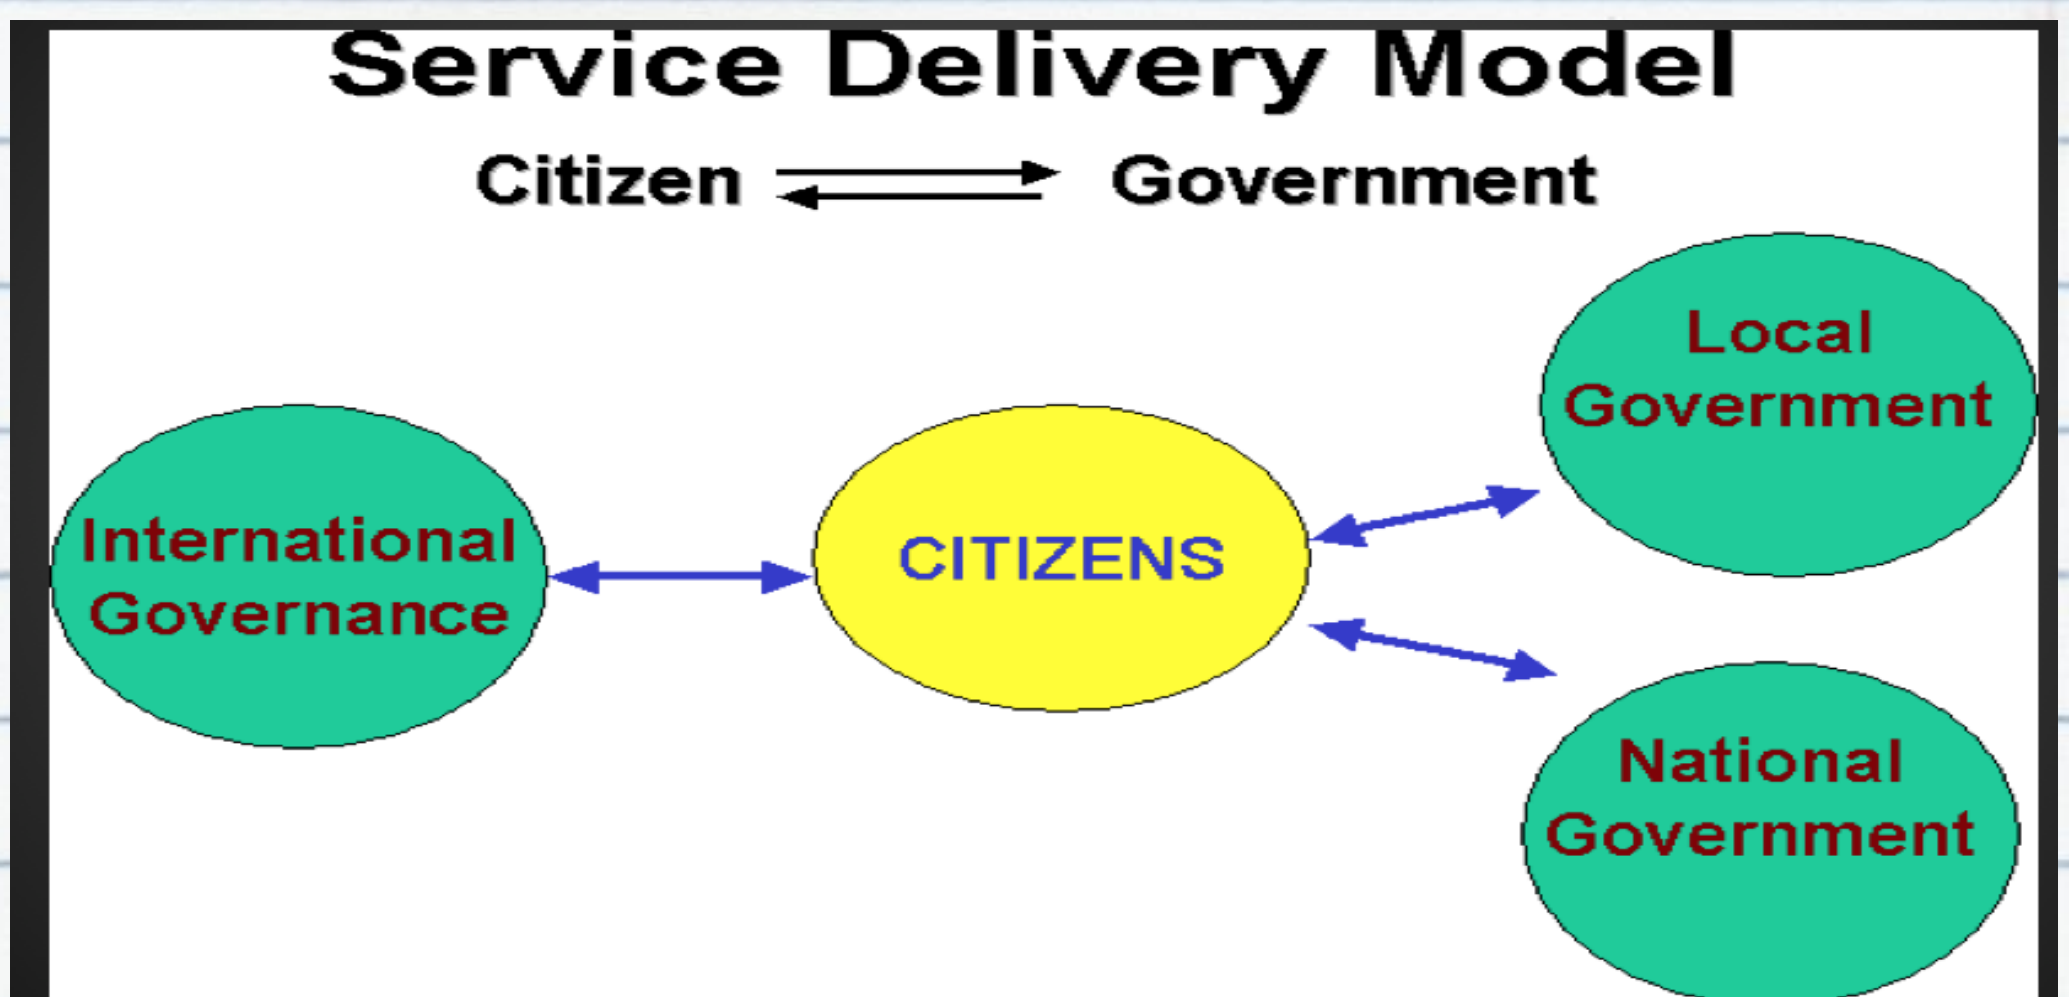 Service Delivery Model
Citizen Government
International
Governance
CITIZENS
Local
Government
National
Government